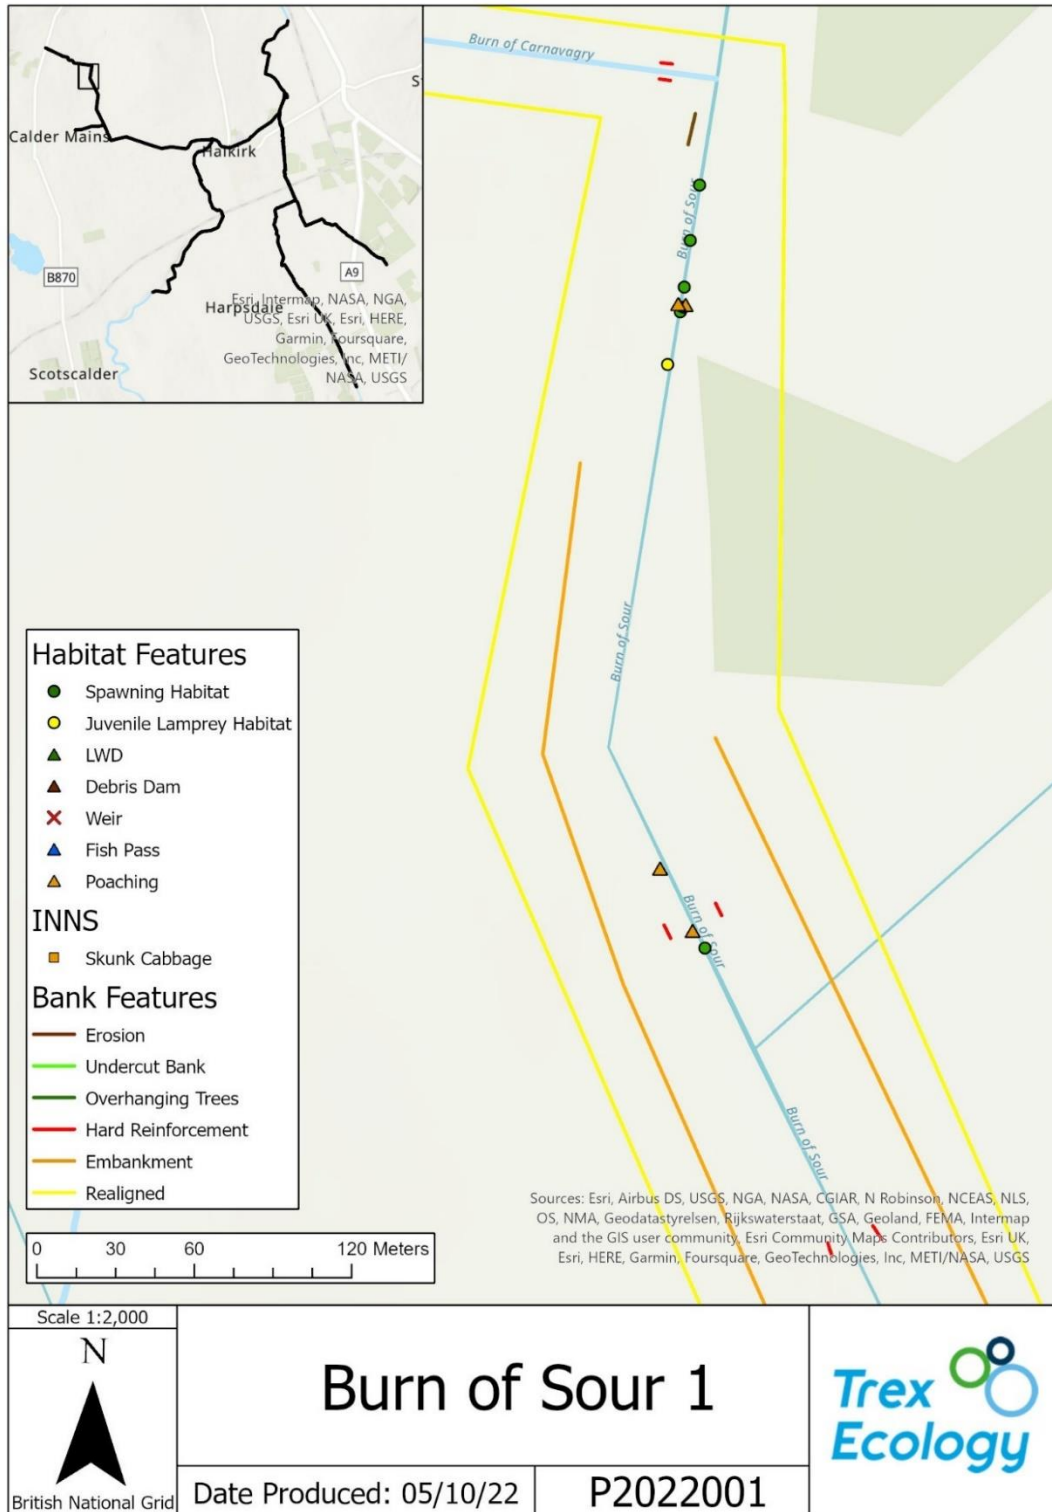 Burn of Carnavagry
St
Calder Mains
Halkirk
B870
A9
Harpsdale
Scotscalder
Esri, Intermap, NASA, NGA,
USGS, Esri UK, Esri, HERE,
Garmin, Foursquare,
GeoTechnologies, Inc, METI/
NASA, USGS
Burn of Sour
Burn of Sour
Burn of Sour
Burn of Sour
Habitat Features
Spawning Habitat
Juvenile Lamprey Habitat
LWD
Debris Dam
Weir
Fish Pass
Poaching
INNS
Skunk Cabbage
Bank Features
Erosion
Undercut Bank
Overhanging Trees
Hard Reinforcement
Embankment
Realigned
Sources: Esri, Airbus DS, USGS, NGA, NASA, CGIAR, N Robinson, NCEAS, NLS,
OS, NMA, Geodatastyrelsen, Rijkswaterstaat, GSA, Geoland, FEMA, Intermap
and the GIS user community, Esri Community Maps Contributors, Esri UK,
Esri, HERE, Garmin, Foursquare, GeoTechnologies, Inc, METI/NASA, USGS
0 30 60 120 Meters
Scale 1:2,000
N
British National Grid
Burn of Sour 1
Date Produced: 05/10/22
P2022001
Trex
Ecology